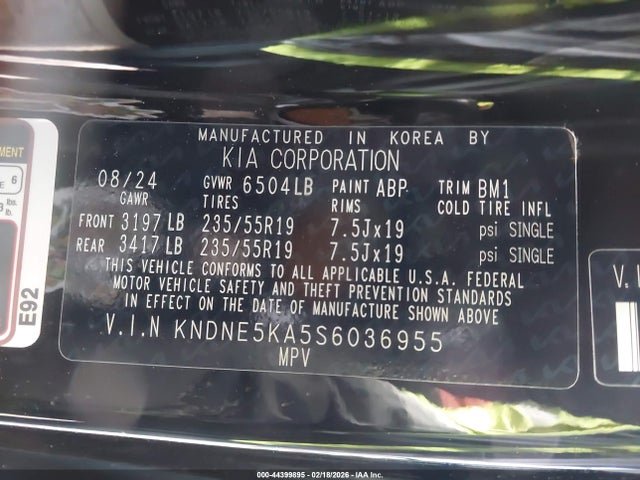 MANUFACTURED IN KOREA BY
KIA CORPORATION
08/24 GVWR 6504LB PAINT ABP TRIM BM1
GAWR TIRES RIMS COLD TIRE INFL
FRONT 3197 LB 235/55R19 7.5Jx19 psi SINGLE
REAR 3417 LB 235/55R19 7.5Jx19 psi SINGLE
THIS VEHICLE CONFORMS TO ALL APPLICABLE U.S.A. FEDERAL
MOTOR VEHICLE SAFETY AND THEFT PREVENTION STANDARDS
IN EFFECT ON THE DATE OF MANUFACTURE SHOWN ABOVE
V.I.N KNDNE5KA5S6036955
MPV
E 6
lbs.
lb.
E92
000-44399895 - 02/18/2026 - IAA Inc.